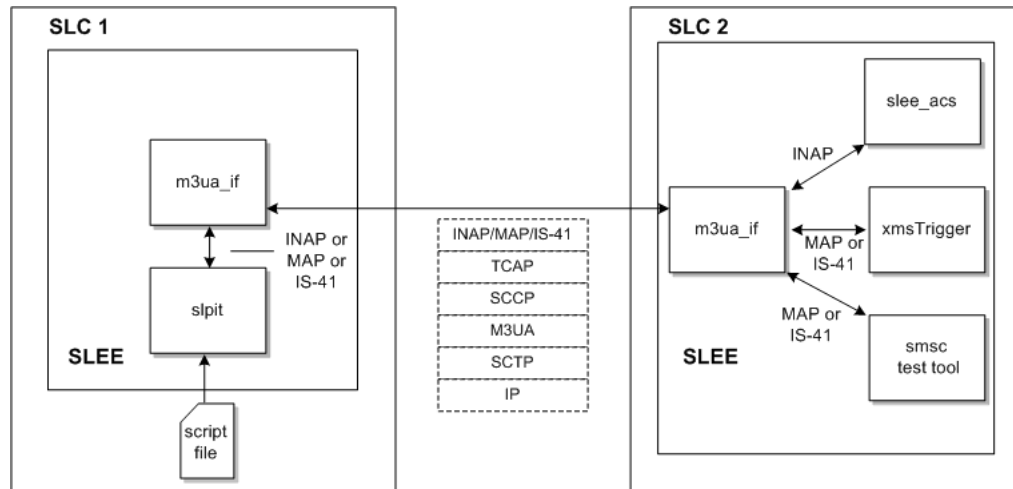 SLC 1
m3ua_if
INAP or
MAP or
IS-41
slpit
SLEE
script
file
INAP/MAP/IS-41
TCAP
SCCP
M3UA
SCTP
IP
SLC 2
slee_acs
INAP
m3ua_if
MAP or
IS-41
xmsTrigger
MAP or
IS-41
SLEE
smsc
test tool